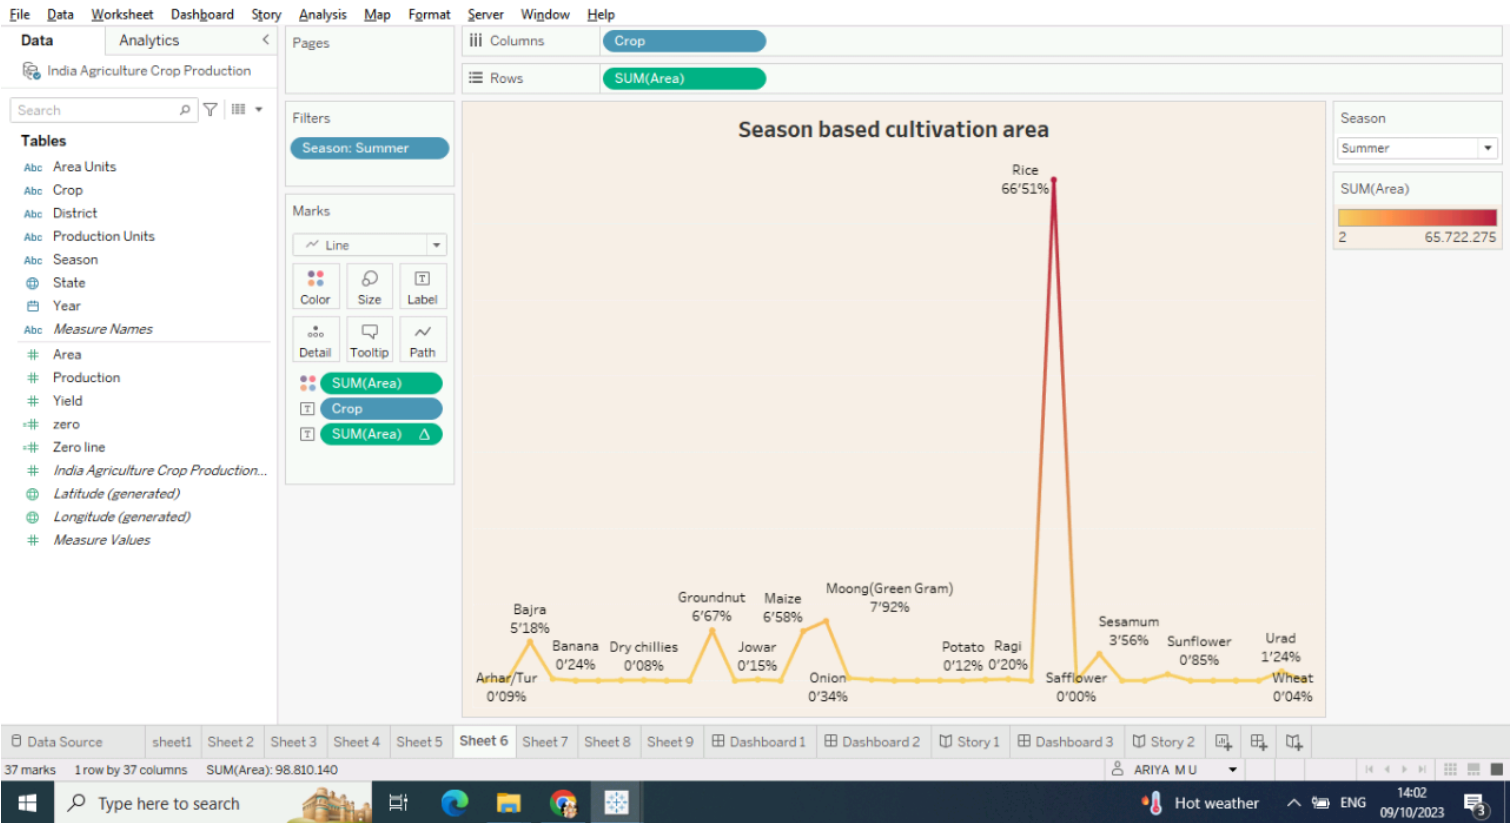 File Data Worksheet Dashboard Story Analysis Map Format Server Window Help
Data Analytics
India Agriculture Crop Production
Search
Tables
Abc Area Units
Abc Crop
Abc District
Abc Production Units
Abc Season
State
Year
Abc Measure Names
# Area
# Production
# Yield
=# zero
=# Zero line
# India Agriculture Crop Production...
Latitude (generated)
Longitude (generated)
# Measure Values
Pages
Filters
Season: Summer
Marks
Line
Color Size Label
Detail Tooltip Path
SUM(Area)
Crop
SUM(Area) Δ
Columns Crop
Rows SUM(Area)
Season based cultivation area
Rice
66'51%
Moong(Green Gram)
7'92%
Groundnut
6'67%
Maize
6'58%
Bajra
5'18%
Sesamum
3'56%
Urad
1'24%
Sunflower
0'85%
Banana
0'24%
Dry chillies
0'08%
Jowar
0'15%
Potato
0'12%
Ragi
0'20%
Arhar/Tur
0'09%
Onion
0'34%
Safflower
0'00%
Wheat
0'04%
Season
Summer
SUM(Area)
2 65.722.275
Data Source sheet1 Sheet 2 Sheet 3 Sheet 4 Sheet 5 Sheet 6 Sheet 7 Sheet 8 Sheet 9 Dashboard 1 Dashboard 2 Story 1 Dashboard 3 Story 2
37 marks 1 row by 37 columns SUM(Area): 98.810.140 ARIYA M U
Type here to search Hot weather ENG 14:02
09/10/2023 3